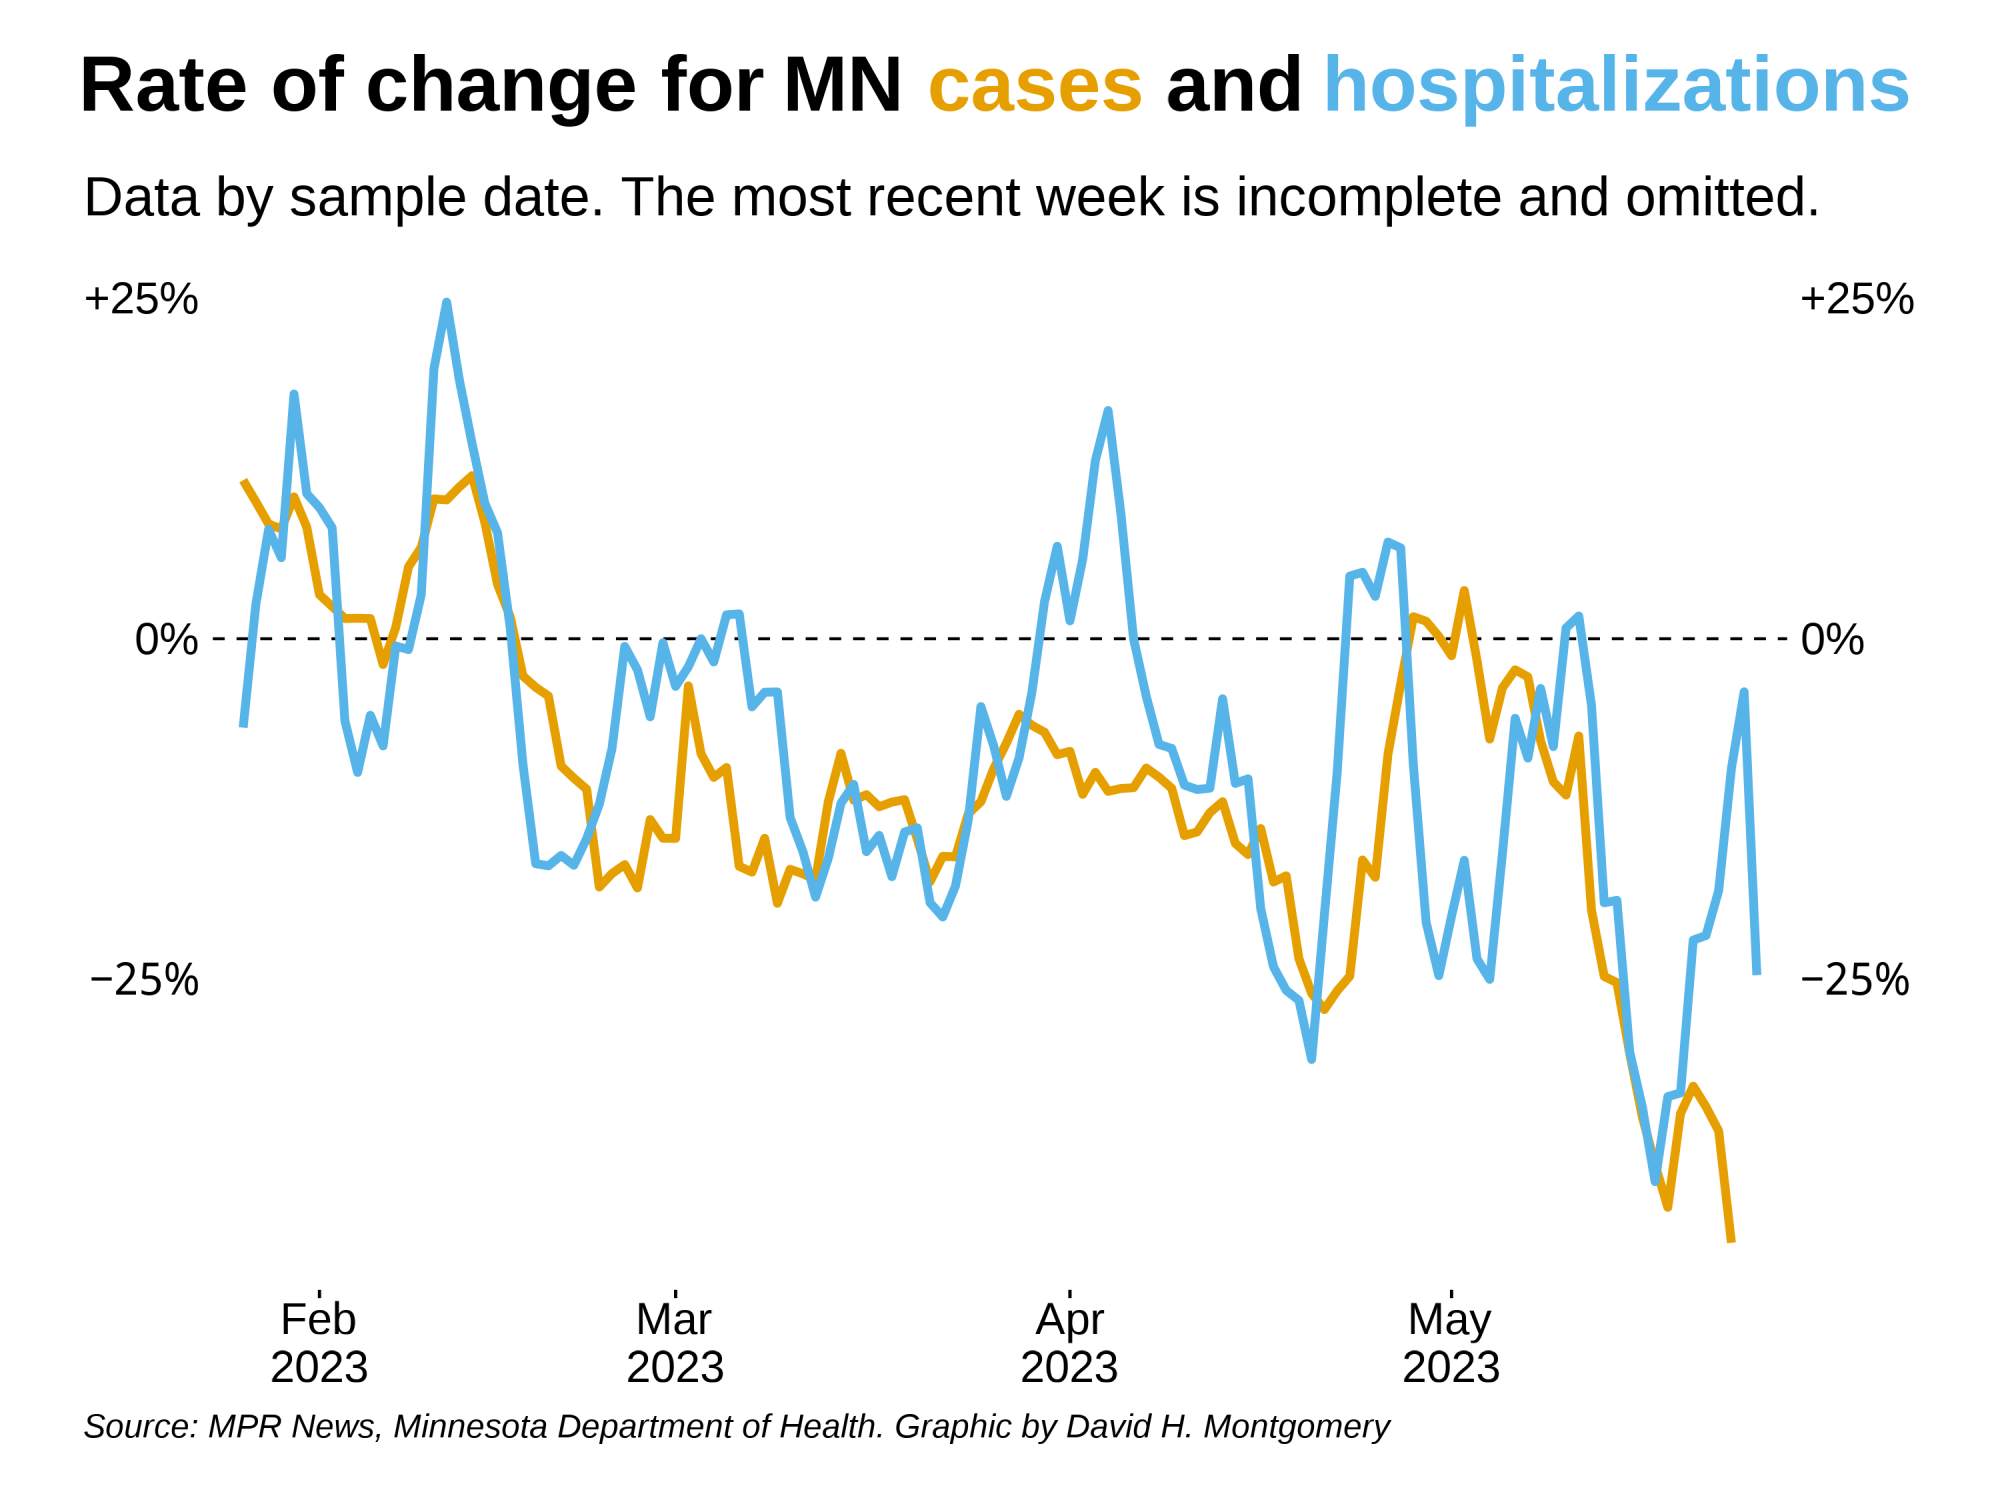 Rate of change for MN cases and hospitalizations
Data by sample date. The most recent week is incomplete and omitted.
+25% +25%
0% 0%
−25% −25%
Feb Mar Apr May
2023 2023 2023 2023
Source: MPR News, Minnesota Department of Health. Graphic by David H. Montgomery